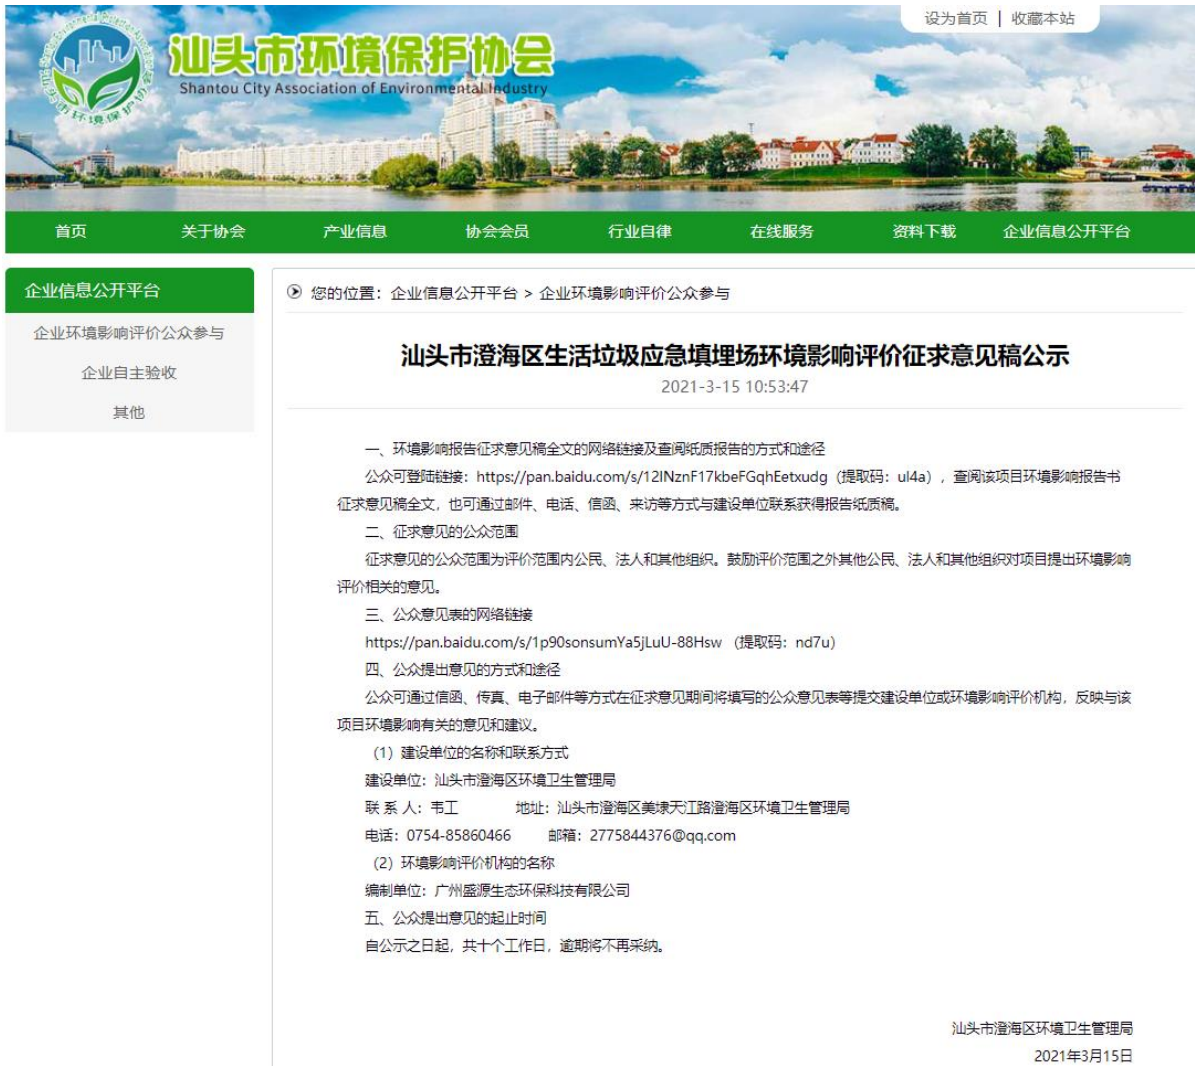 设为首页 | 收藏本站
汕头市环境保护协会
Shantou City Association of Environmental Industry
首页 关于协会 产业信息 协会会员 行业自律 在线服务 资料下载 企业信息公开平台
企业信息公开平台
企业环境影响评价公众参与
企业自主验收
其他
您的位置：企业信息公开平台 > 企业环境影响评价公众参与
汕头市澄海区生活垃圾应急填埋场环境影响评价征求意见稿公示
2021-3-15 10:53:47
一、环境影响报告征求意见稿全文的网络链接及查阅纸质报告的方式和途径
公众可登陆链接：https://pan.baidu.com/s/12INznF17kbeFGqhEetxudg（提取码：ul4a），查阅该项目环境影响报告书
征求意见稿全文，也可通过邮件、电话、信函、来访等方式与建设单位联系获得报告纸质稿。
二、征求意见的公众范围
征求意见的公众范围为评价范围内公民、法人和其他组织。鼓励评价范围之外其他公民、法人和其他组织对项目提出环境影响
评价相关的意见。
三、公众意见表的网络链接
https://pan.baidu.com/s/1p90sonsumYa5jLuU-88Hsw （提取码：nd7u）
四、公众提出意见的方式和途径
公众可通过信函、传真、电子邮件等方式在征求意见期间将填写的公众意见表等提交建设单位或环境影响评价机构，反映与该
项目环境影响有关的意见和建议。
（1）建设单位的名称和联系方式
建设单位：汕头市澄海区环境卫生管理局
联 系 人：韦工 地址：汕头市澄海区美埭天江路澄海区环境卫生管理局
电话：0754-85860466 邮箱：2775844376@qq.com
（2）环境影响评价机构的名称
编制单位：广州盛源生态环保科技有限公司
五、公众提出意见的起止时间
自公示之日起，共十个工作日，逾期将不再采纳。
汕头市澄海区环境卫生管理局
2021年3月15日